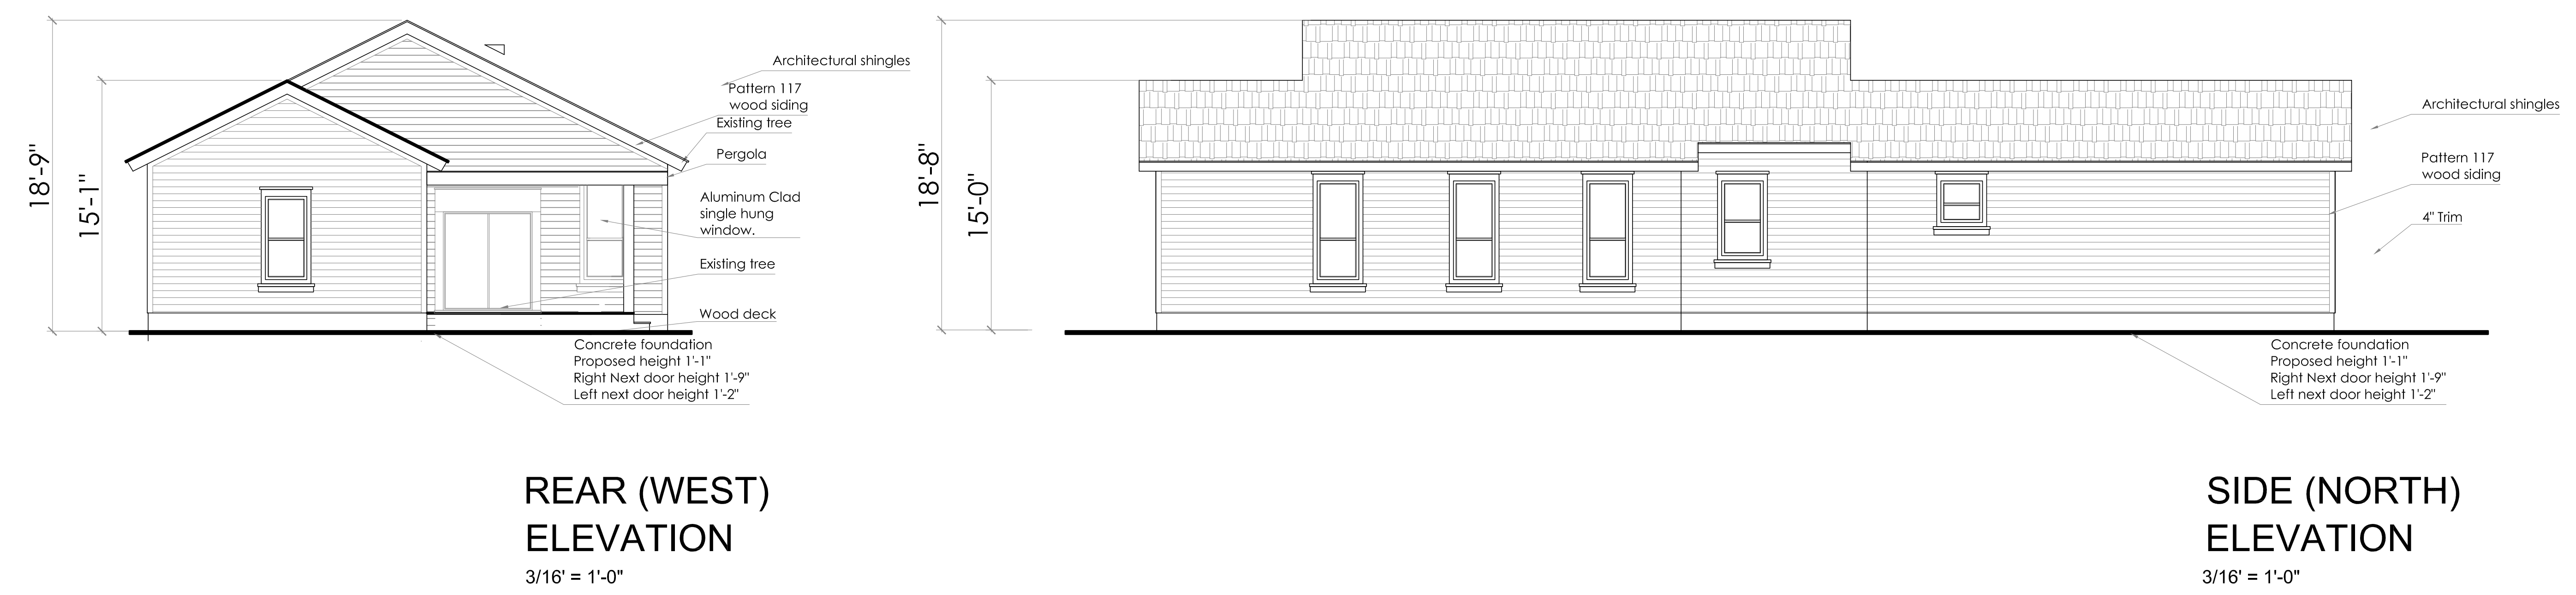 18'-9"
15'-1"
Architectural shingles
Pattern 117
wood siding
Existing tree
Pergola
Aluminum Clad
single hung
window.
Existing tree
Wood deck
Concrete foundation
Proposed height 1'-1"
Right Next door height 1'-9"
Left next door height 1'-2"
REAR (WEST)
ELEVATION
3/16' = 1'-0"
18'-8"
15'-0"
Architectural shingles
Pattern 117
wood siding
4" Trim
Concrete foundation
Proposed height 1'-1"
Right Next door height 1'-9"
Left next door height 1'-2"
SIDE (NORTH)
ELEVATION
3/16' = 1'-0"